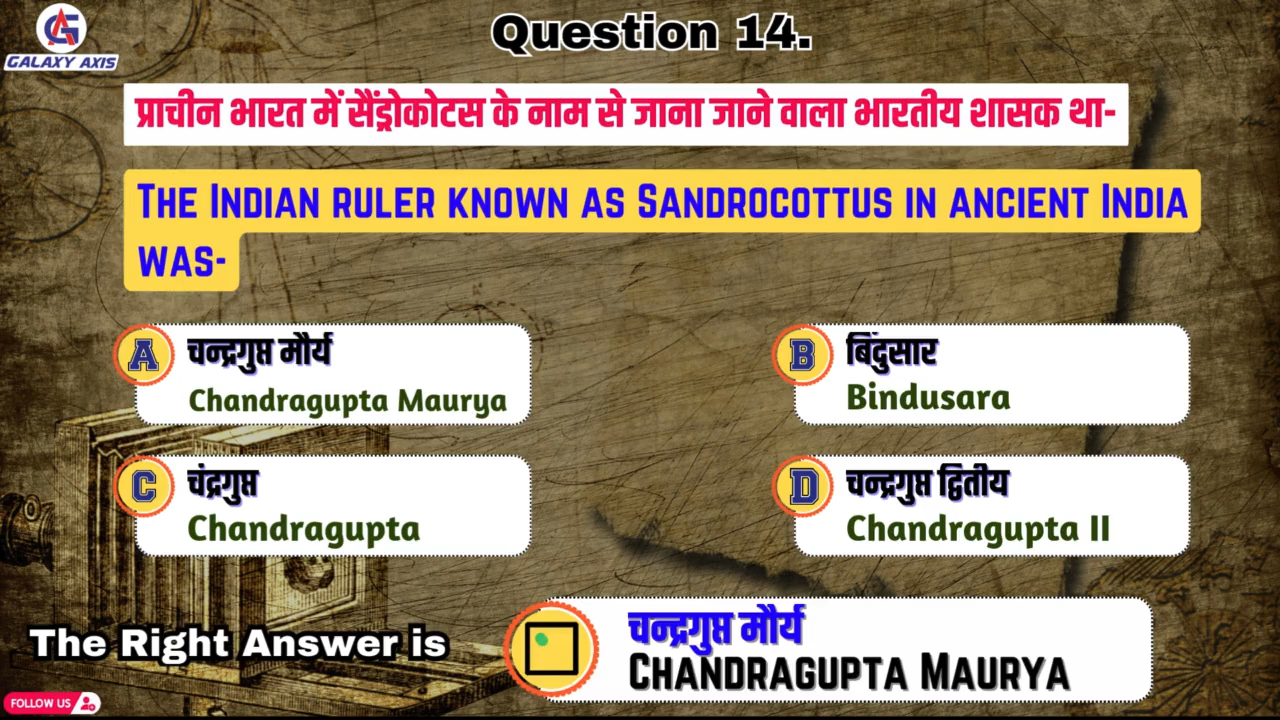 GALAXY AXIS
Question 14.
प्राचीन भारत में सैंड्रोकोटस के नाम से जाना जाने वाला भारतीय शासक था-
The Indian ruler known as Sandrocottus in ancient India
was-
A चन्द्रगुप्त मौर्य
Chandragupta Maurya
B बिंदुसार
Bindusara
C चंद्रगुप्त
Chandragupta
D चन्द्रगुप्त द्वितीय
Chandragupta II
The Right Answer is
चन्द्रगुप्त मौर्य
Chandragupta Maurya
FOLLOW US